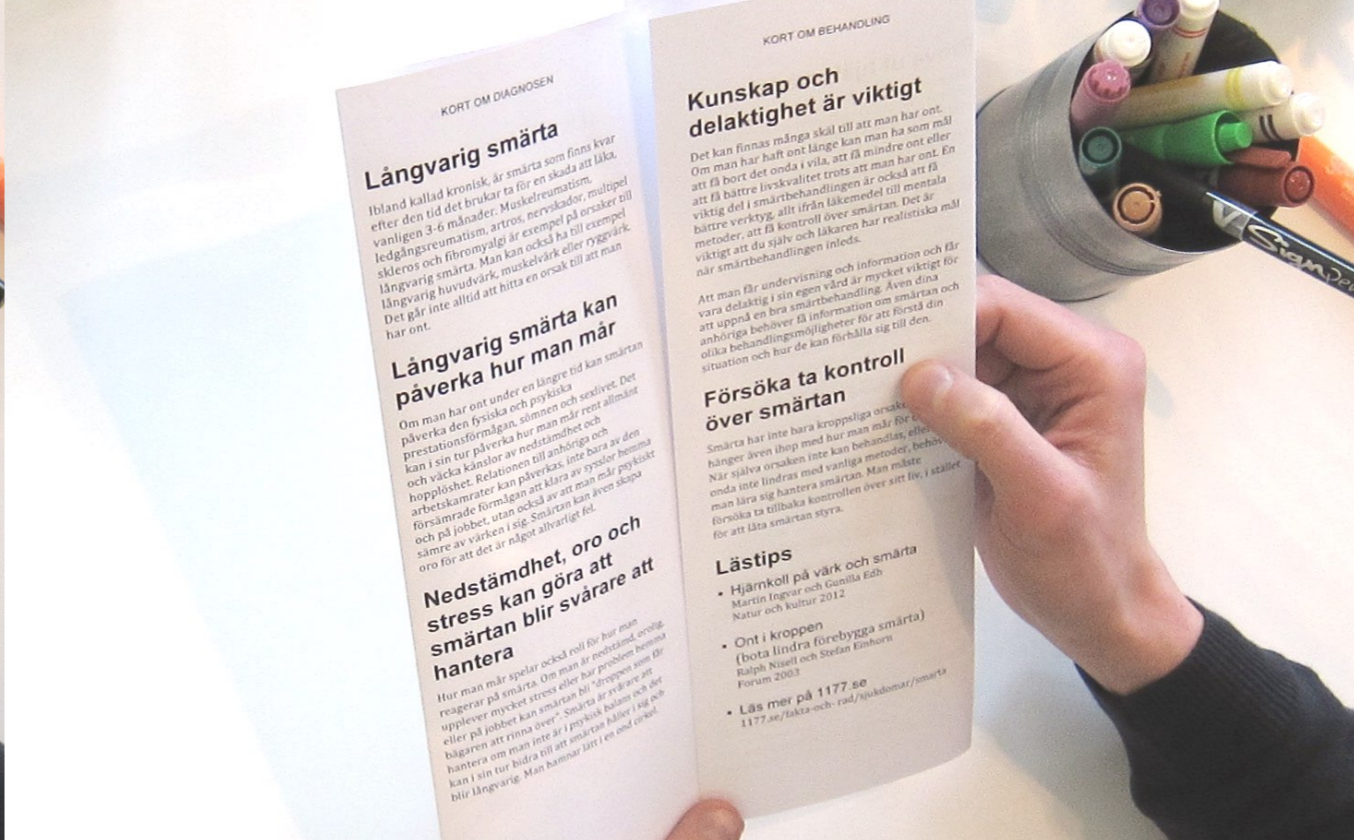 KORT OM DIAGNOSEN
Långvarig smärta
Ibland kallad kronisk, är smärta som finns kvar
efter den tid det brukar ta för en skada att läka,
vanligen 3-6 månader. Muskelreumatism,
ledgångsreumatism, artros, nervskador, multipel
skleros och fibromyalgi är exempel på orsaker till
långvarig smärta. Man kan också ha till exempel
långvarig huvudvärk, muskelvärk eller ryggvärk.
Det går inte alltid att hitta en orsak till att man
har ont.
Långvarig smärta kan
påverka hur man mår
Om man har ont under en längre tid kan smärtan
påverka den fysiska och psykiska
prestationsförmågan, sömnen och sexlivet. Det
kan i sin tur påverka hur man mår rent allmänt
och väcka känslor av nedstämdhet och
hopplöshet. Relationen till anhöriga och
arbetskamrater kan påverkas, inte bara av den
försämrade förmågan att klara av sysslor hemma
och på jobbet, utan också av att man mår psykiskt
sämre av värken i sig. Smärtan kan även skapa
oro för att det är något allvarligt fel.
Nedstämdhet, oro och
stress kan göra att
smärtan blir svårare att
hantera
Hur man mår spelar också roll för hur man
reagerar på smärta. Om man är nedstämd, orolig,
upplever mycket stress eller har problem hemma
eller på jobbet kan smärtan bli "droppen som får
bägaren att rinna över". Smärta är svårare att
hantera om man inte är i psykisk balans och det
kan i sin tur bidra till att smärtan håller i sig och
blir långvarig. Man hamnar lätt i en ond cirkel.
KORT OM BEHANDLING
Kunskap och
delaktighet är viktigt
Det kan finnas många skäl till att man har ont.
Om man har haft ont länge kan man ha som mål
att få bort det onda i vila, att få mindre ont eller
att få bättre livskvalitet trots att man har ont. En
viktig del i smärtbehandlingen är också att få
bättre verktyg, allt ifrån läkemedel till mentala
metoder, att få kontroll över smärtan. Det är
viktigt att du själv och läkaren har realistiska mål
när smärtbehandlingen inleds.
Att man får undervisning och information och får
vara delaktig i sin egen vård är mycket viktigt för
att uppnå en bra smärtbehandling. Även dina
anhöriga behöver få information om smärtan och
olika behandlingsmöjligheter för att förstå din
situation och hur de kan förhålla sig till den.
Försöka ta kontroll
över smärtan
Smärta har inte bara kroppsliga
hänger även ihop med hur man mår för
När själva orsaken inte kan behandlas,
onda inte lindras med vanliga metoder,
man lära sig hantera smärtan. Man måste
försöka ta tillbaka kontrollen över sitt liv, i stället
för att låta smärtan styra.
Lästips
• Hjärnkoll på värk och smärta
Martin Ingvar och Gunilla Edh
Natur och kultur 2012
• Ont i kroppen
(bota lindra förebygga smärta)
Ralph Nisell och Stefan Einhorn
Forum 2003
• Läs mer på 1177.se
1177.se/fakta-och- rad/sjukdomar/smarta
V Sign pen